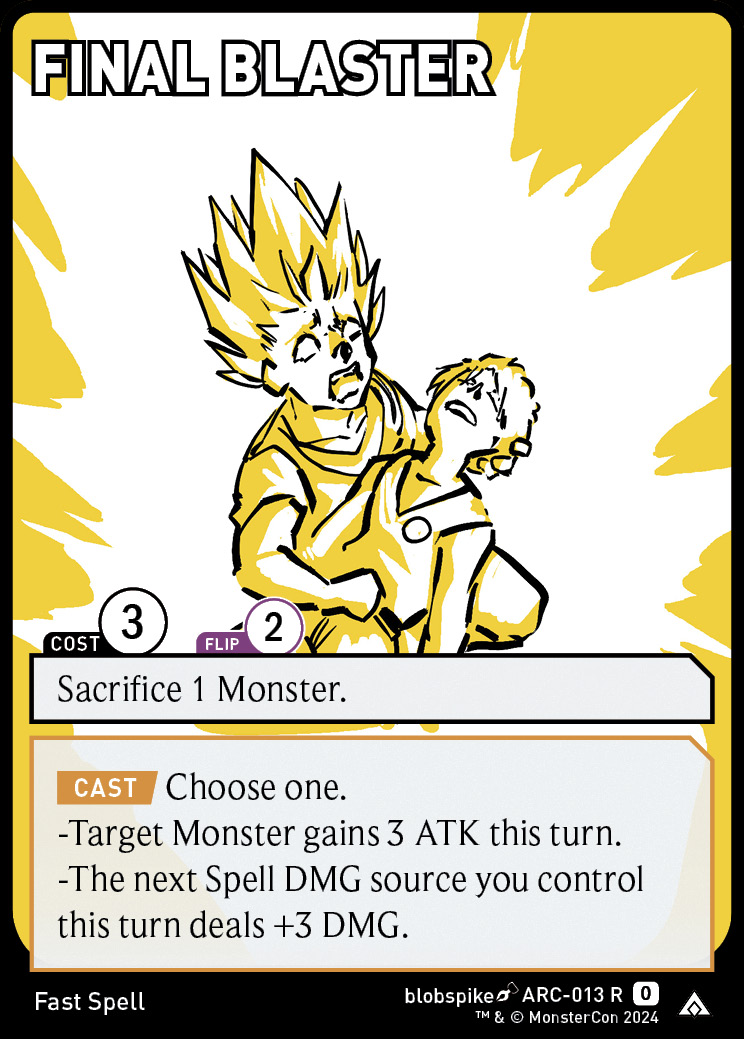 FINAL BLASTER
COST 3 FLIP 2
Sacrifice 1 Monster.
CAST Choose one.
-Target Monster gains 3 ATK this turn.
-The next Spell DMG source you control
this turn deals +3 DMG.
Fast Spell
blobspike ARC-013 R 0
™ & © MonsterCon 2024